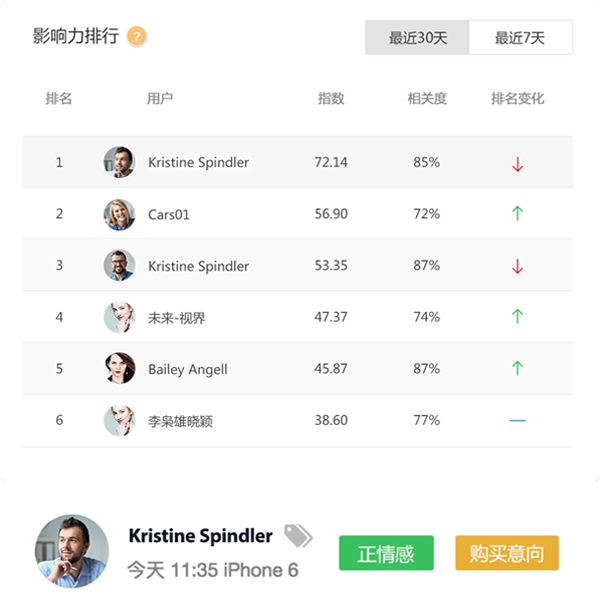 影响力排行 ? 最近30天 最近7天
排名 用户 指数 相关度 排名变化
1 Kristine Spindler 72.14 85%
2 Cars01 56.90 72%
3 Kristine Spindler 53.35 87%
4 未来-视界 47.37 74%
5 Bailey Angell 45.87 87%
6 李枭雄晓颖 38.60 77%
Kristine Spindler
今天 11:35 iPhone 6
正情感 购买意向